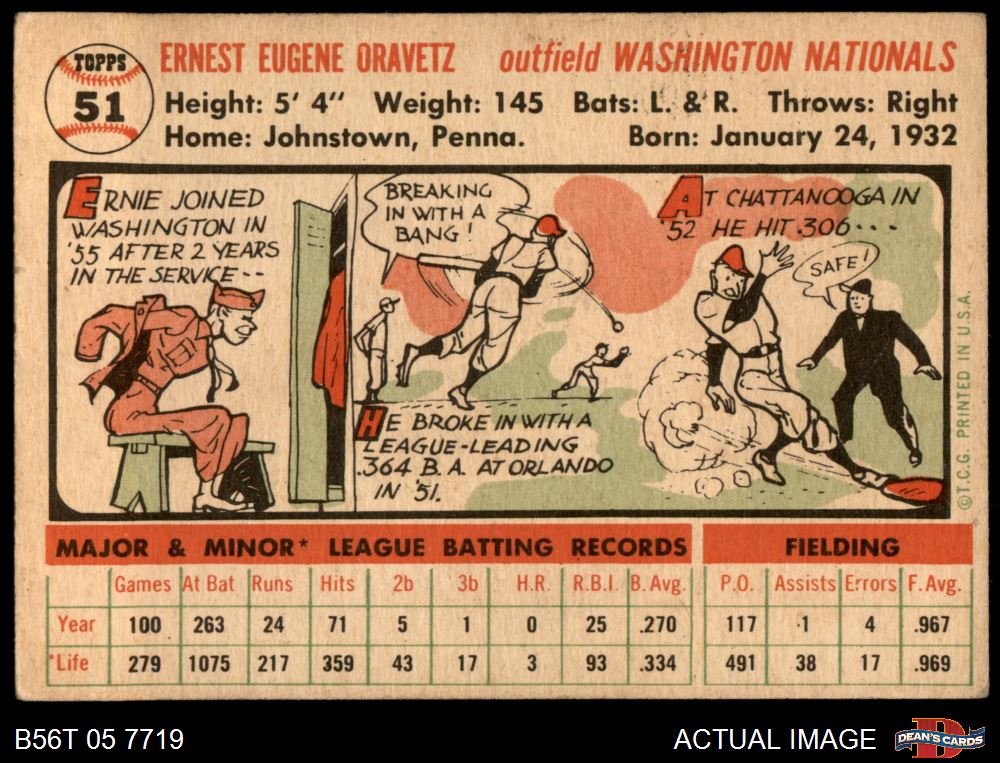 TOPPS
51
ERNEST EUGENE ORAVETZ outfield WASHINGTON NATIONALS
Height: 5' 4" Weight: 145 Bats: L. & R. Throws: Right
Home: Johnstown, Penna. Born: January 24, 1932
ERNIE JOINED
WASHINGTON IN
'55 AFTER 2 YEARS
IN THE SERVICE--
BREAKING
IN WITH A
BANG!
HE BROKE IN WITH A
LEAGUE-LEADING
.364 B.A. AT ORLANDO
IN '51.
AT CHATTANOOGA IN
'52 HE HIT .306...
SAFE!
©T.C.G. PRINTED IN U.S.A.
MAJOR & MINOR* LEAGUE BATTING RECORDS FIELDING
Games At Bat Runs Hits 2b 3b H.R. R.B.I. B. Avg. P.O. Assists Errors F. Avg.
Year 100 263 24 71 5 1 0 25 .270 117 1 4 .967
*Life 279 1075 217 359 43 17 3 93 .334 491 38 17 .969
B56T 05 7719 ACTUAL IMAGE DEAN'S CARDS